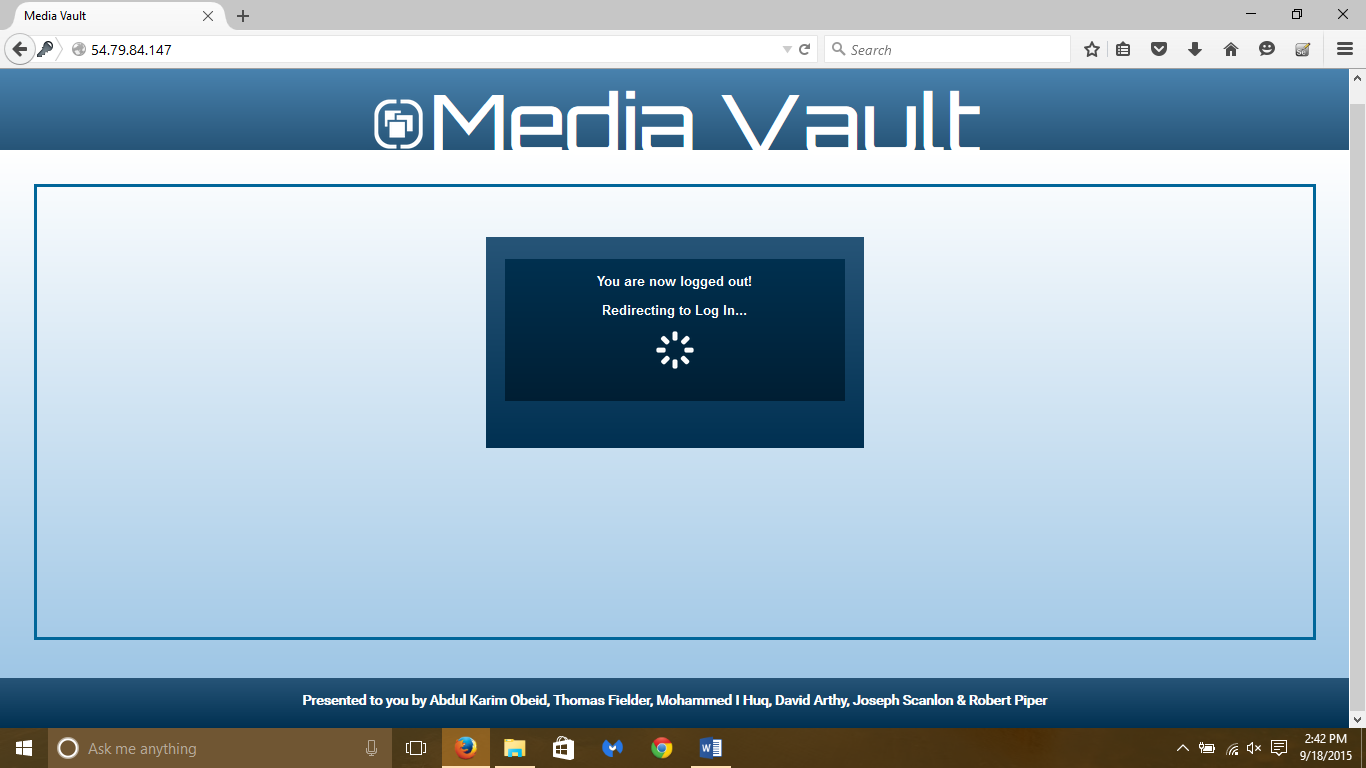 Media Vault
54.79.84.147
Search
Media Vault
You are now logged out!
Redirecting to Log In...
Presented to you by Abdul Karim Obeid, Thomas Fielder, Mohammed I Huq, David Arthy, Joseph Scanlon & Robert Piper
Ask me anything
2:42 PM
9/18/2015